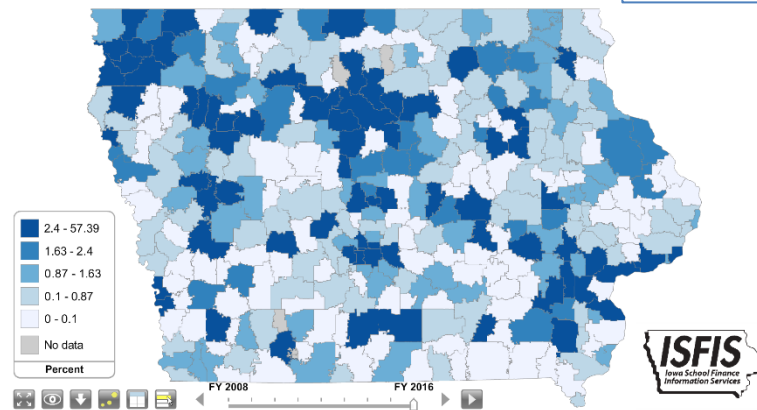 2.4 - 57.39
1.63 - 2.4
0.87 - 1.63
0.1 - 0.87
0 - 0.1
No data
Percent
FY 2008
FY 2016
ISFIS
Iowa School Finance
Information Services